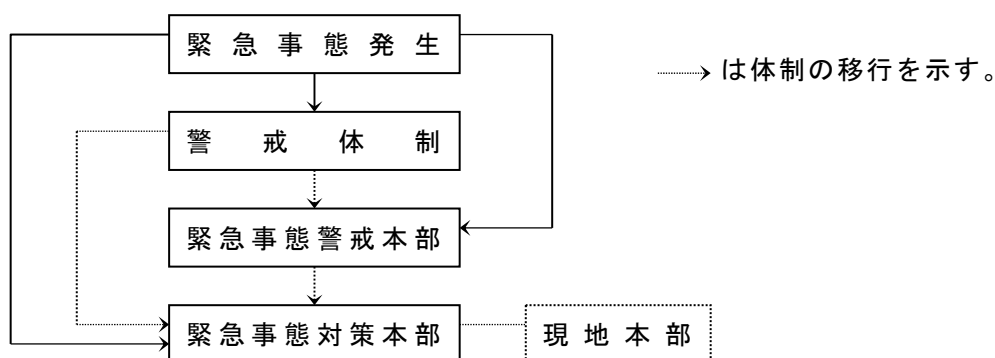 緊急事態発生
は体制の移行を示す。
警戒体制
緊急事態警戒本部
緊急事態対策本部
現地本部